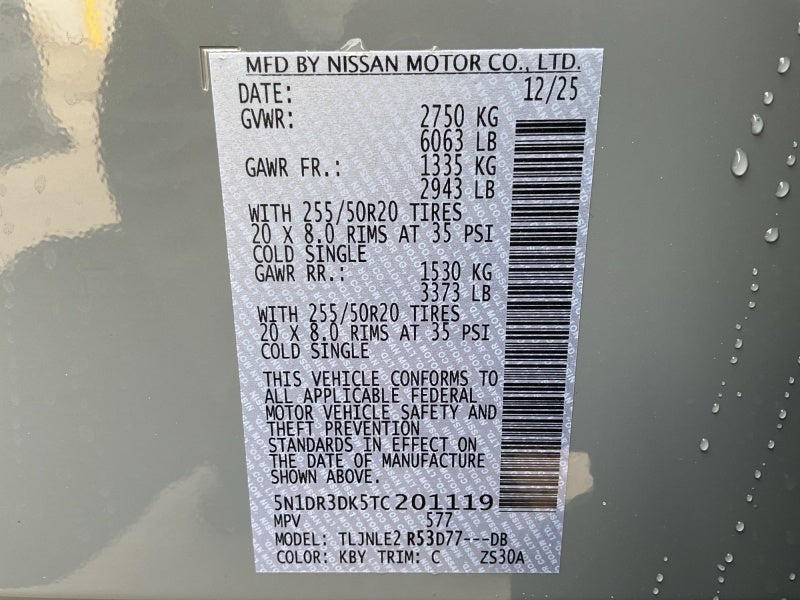 MFD BY NISSAN MOTOR CO., LTD.
DATE: 12/25
GVWR: 2750 KG
6063 LB
GAWR FR.: 1335 KG
2943 LB
WITH 255/50R20 TIRES
20 X 8.0 RIMS AT 35 PSI
COLD SINGLE
GAWR RR.: 1530 KG
3373 LB
WITH 255/50R20 TIRES
20 X 8.0 RIMS AT 35 PSI
COLD SINGLE
THIS VEHICLE CONFORMS TO
ALL APPLICABLE FEDERAL
MOTOR VEHICLE SAFETY AND
THEFT PREVENTION
STANDARDS IN EFFECT ON
THE DATE OF MANUFACTURE
SHOWN ABOVE.
5N1DR3DK5TC201119
MPV 577
MODEL: TLJNLE2 R53D77---DB
COLOR: KBY TRIM: C ZS30A